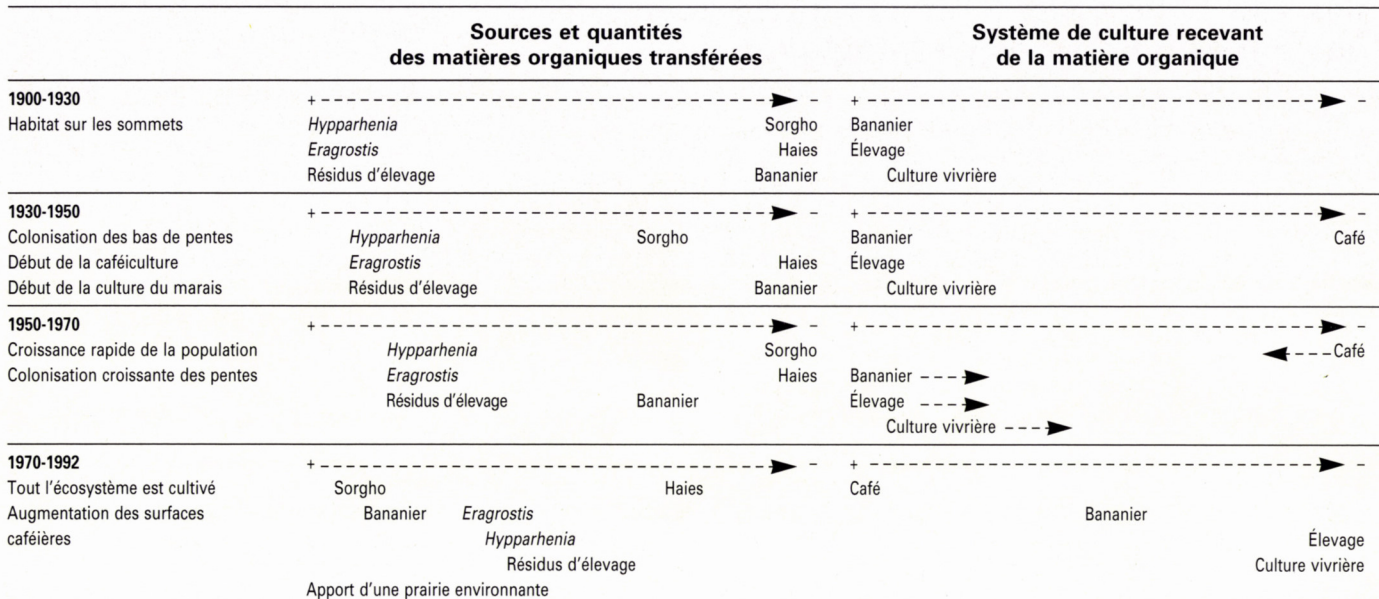 Sources et quantités Système de culture recevant
des matières organiques transférées de la matière organique
1900-1930 + - + -
Habitat sur les sommets Hypparhenia Sorgho Bananier
Eragrostis Haies Élevage
Résidus d'élevage Bananier Culture vivrière
1930-1950 + - + -
Colonisation des bas de pentes Hypparhenia Sorgho Bananier Café
Début de la caféiculture Eragrostis Haies Élevage
Début de la culture du marais Résidus d'élevage Bananier Culture vivrière
1950-1970 + - + -
Croissance rapide de la population Hypparhenia Sorgho Café
Colonisation croissante des pentes Eragrostis Haies Bananier
Résidus d'élevage Bananier Élevage
Culture vivrière
1970-1992 + - + -
Tout l'écosystème est cultivé Sorgho Haies Café
Augmentation des surfaces Bananier Eragrostis Bananier
caféières Hypparhenia Élevage
Résidus d'élevage Culture vivrière
Apport d'une prairie environnante